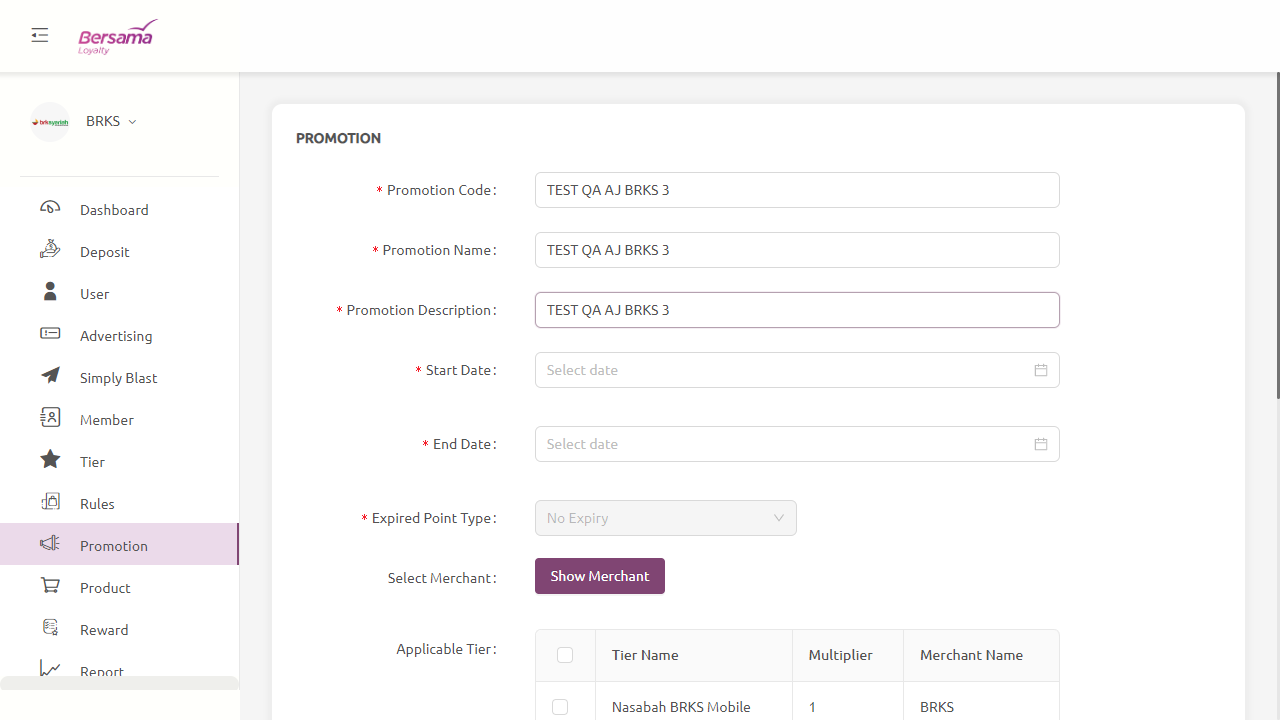 Bersama
Loyalty
brksyariah
BRKS
Dashboard
Deposit
User
Advertising
Simply Blast
Member
Tier
Rules
Promotion
Product
Reward
Report
PROMOTION
* Promotion Code:
TEST QA AJ BRKS 3
* Promotion Name:
TEST QA AJ BRKS 3
* Promotion Description:
TEST QA AJ BRKS 3
* Start Date:
Select date
* End Date:
Select date
* Expired Point Type:
No Expiry
Select Merchant:
Show Merchant
Applicable Tier:
Tier Name Multiplier Merchant Name
Nasabah BRKS Mobile 1 BRKS